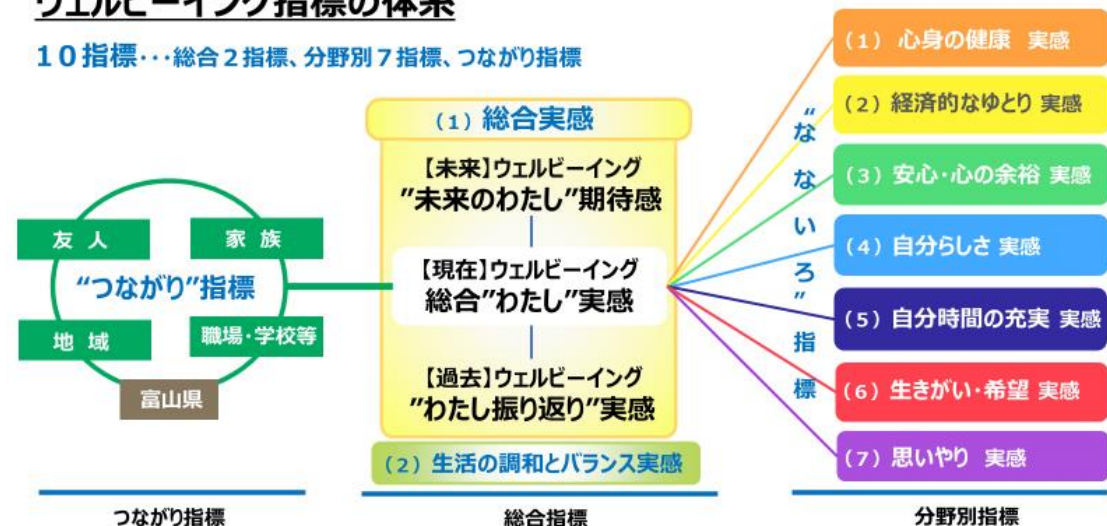 ウェルビーイング指標の体系
10指標･･･総合2指標、分野別7指標、つながり指標
友 人
家 族
“つながり”指標
地 域
職場･学校等
富山県
つながり指標
（1）総合実感
【未来】ウェルビーイング
”未来のわたし”期待感
【現在】ウェルビーイング
総合”わたし”実感
【過去】ウェルビーイング
”わたし振り返り”実感
（2）生活の調和とバランス実感
総合指標
“なないろ”指標
（1） 心身の健康 実感
（2）経済的なゆとり 実感
（3）安心･心の余裕 実感
（4）自分らしさ 実感
（5）自分時間の充実 実感
（6）生きがい･希望 実感
（7）思いやり 実感
分野別指標